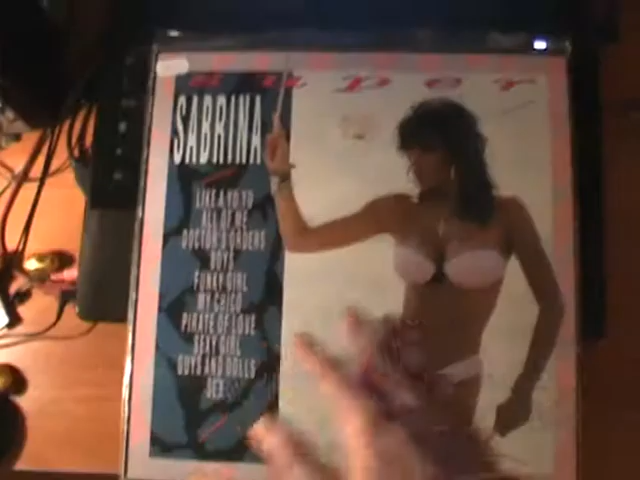 super
SABRINA
LIKE A YO-YO
ALL OF ME
DOCTOR'S ORDERS
BOYS
FUNKY GIRL
MY CHICO
PIRATE OF LOVE
SEXY GIRL
GUYS AND DOLLS
SEX